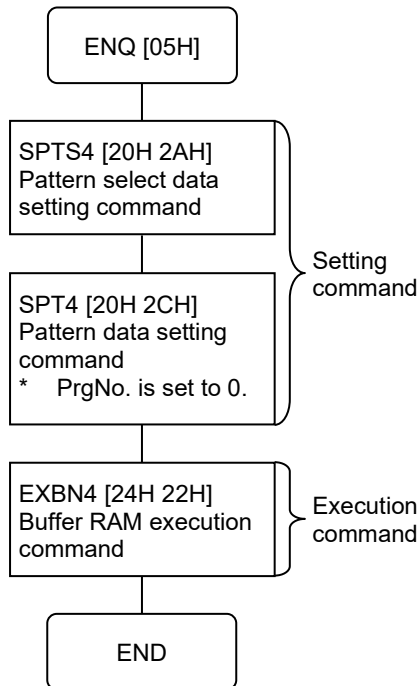 ENQ [05H]
SPTS4 [20H 2AH]
Pattern select data
setting command
Setting
command
SPT4 [20H 2CH]
Pattern data setting
command
* PrgNo. is set to 0.
EXBN4 [24H 22H]
Buffer RAM execution
command
Execution
command
END